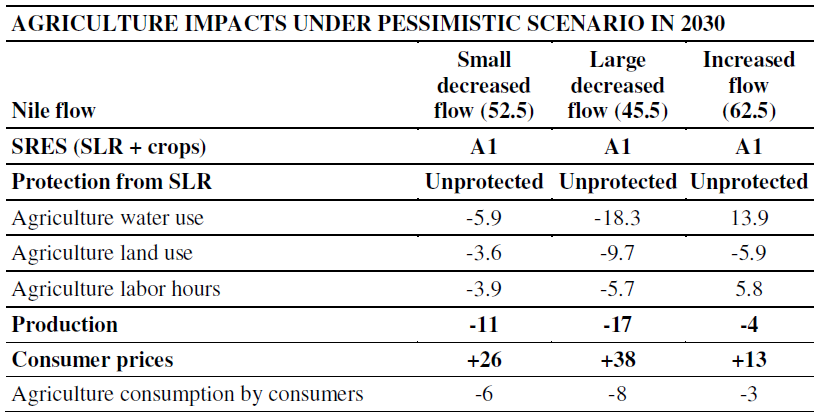 AGRICULTURE IMPACTS UNDER PESSIMISTIC SCENARIO IN 2030
Nile flow Small decreased flow (52.5) Large decreased flow (45.5) Increased flow (62.5)
SRES (SLR + crops) A1 A1 A1
Protection from SLR Unprotected Unprotected Unprotected
Agriculture water use -5.9 -18.3 13.9
Agriculture land use -3.6 -9.7 -5.9
Agriculture labor hours -3.9 -5.7 5.8
Production -11 -17 -4
Consumer prices +26 +38 +13
Agriculture consumption by consumers -6 -8 -3